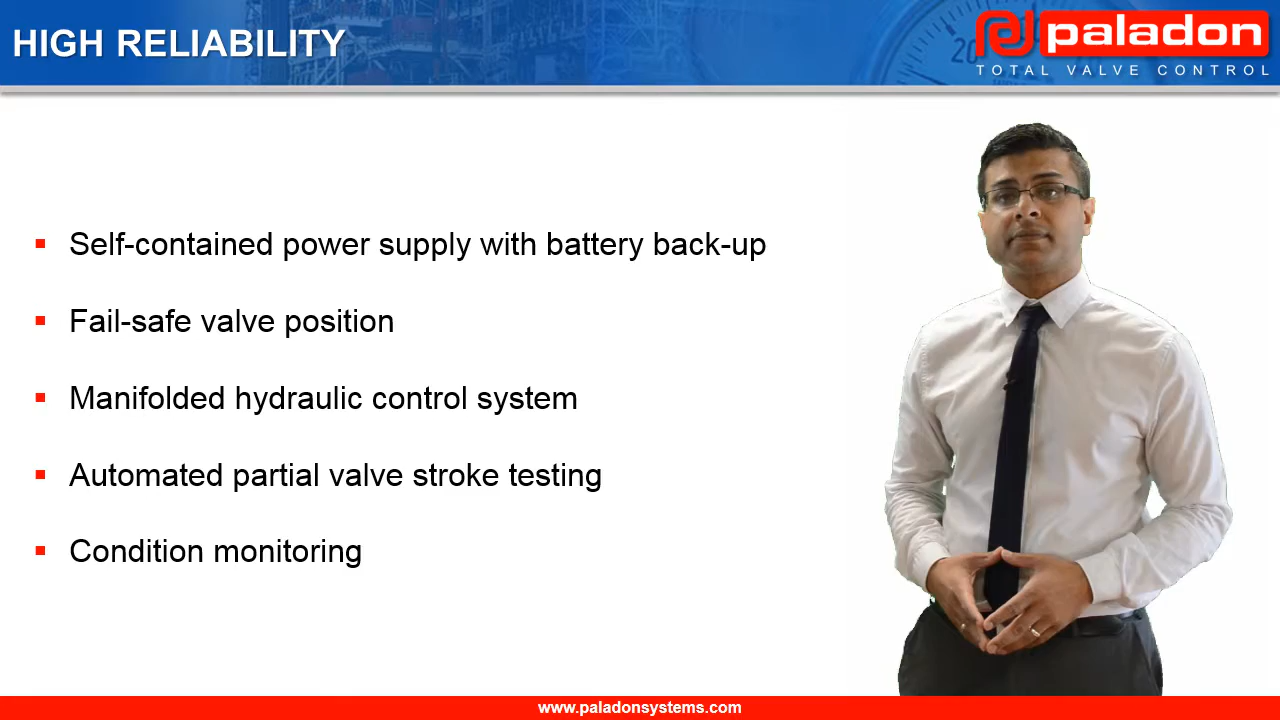 HIGH RELIABILITY
paladon
TOTAL VALVE CONTROL
20
Self-contained power supply with battery back-up
Fail-safe valve position
Manifolded hydraulic control system
Automated partial valve stroke testing
Condition monitoring
www.paladonsystems.com